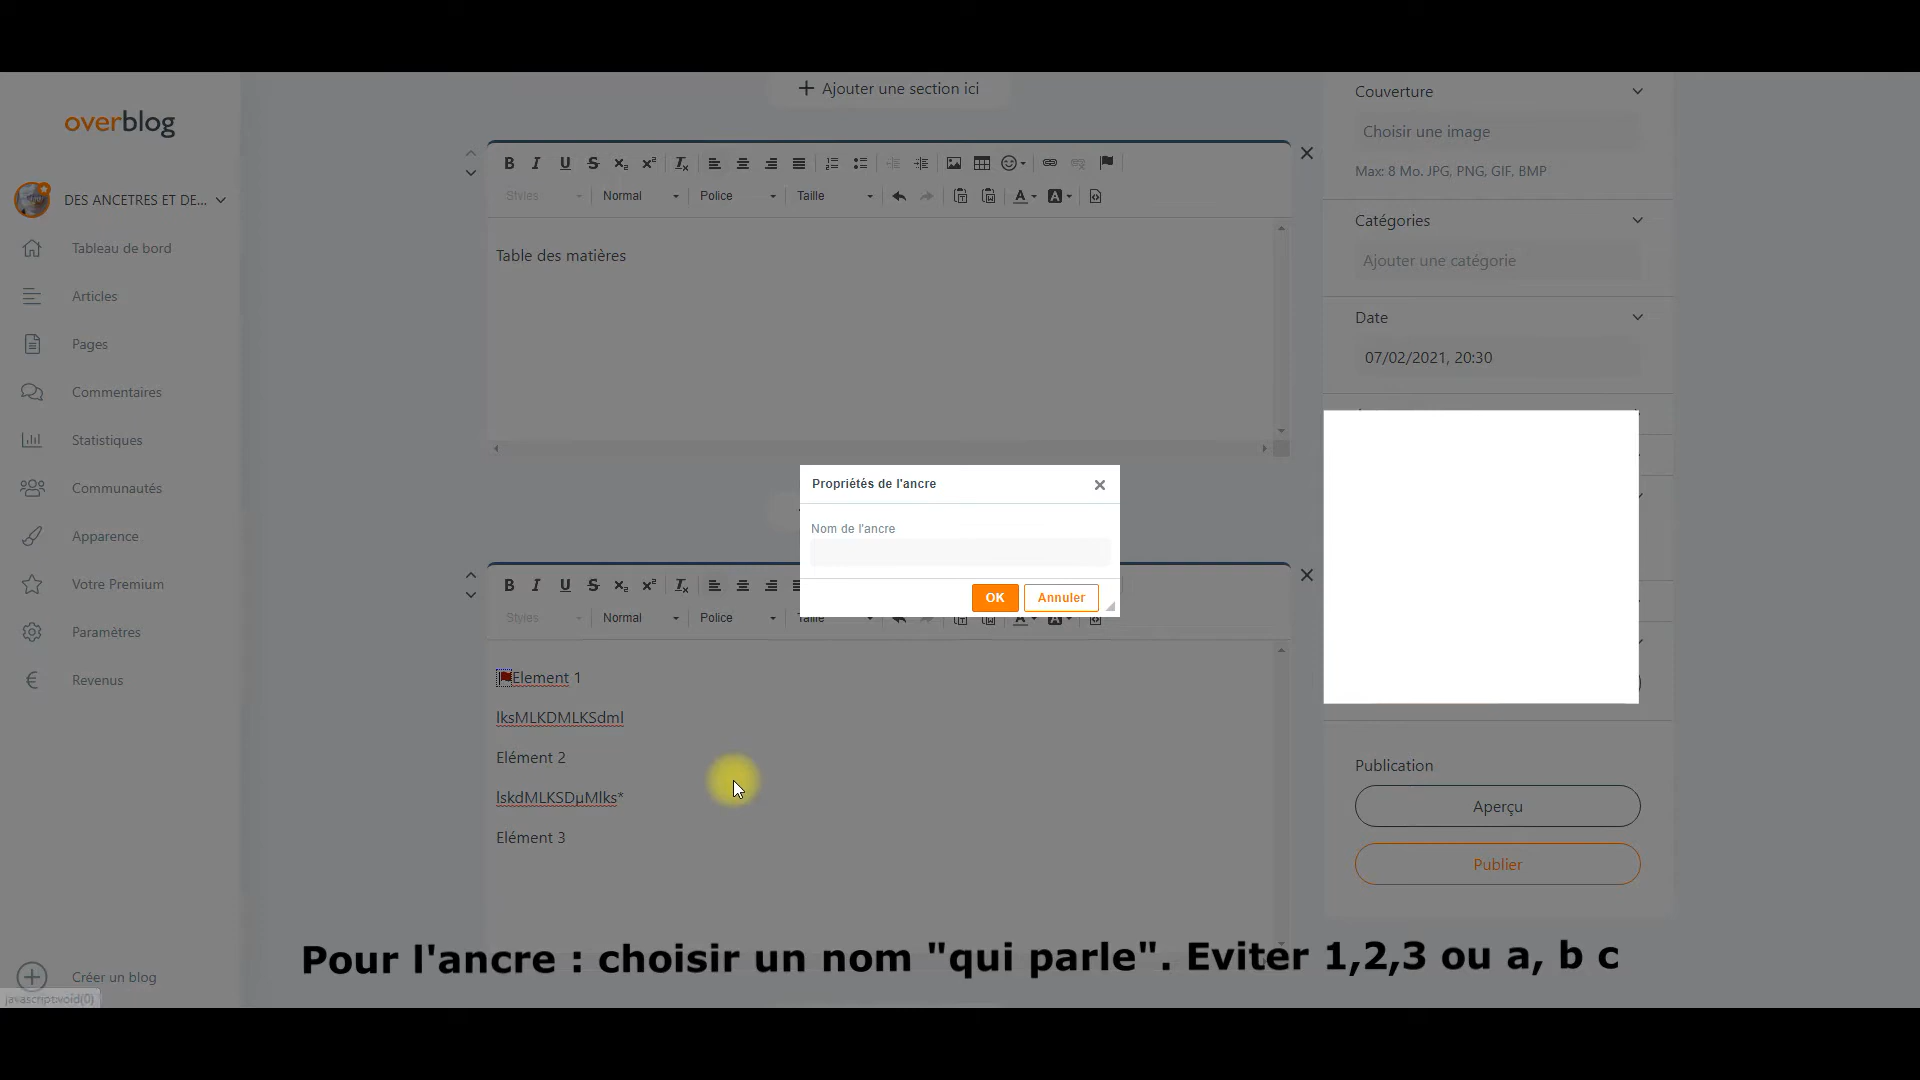 overblog
DES ANCETRES ET DE...
Tableau de bord
Articles
Pages
Commentaires
Statistiques
Communautés
Apparence
Votre Premium
Paramètres
Revenus
Créer un blog
javascript:void(0)
Ajouter une section ici
Styles Normal Police Taille
Table des matières
Propriétés de l'ancre
Nom de l'ancre
OK Annuler
Styles Normal Police Taille
Element 1
lksMLKDMLKSdml
Elément 2
lskdMLKSDµMlks*
Elément 3
Couverture
Choisir une image
Max: 8 Mo. JPG, PNG, GIF, BMP
Catégories
Ajouter une catégorie
Date
07/02/2021, 20:30
Publication
Aperçu
Publier
Pour l'ancre : choisir un nom "qui parle". Eviter 1,2,3 ou a, b c